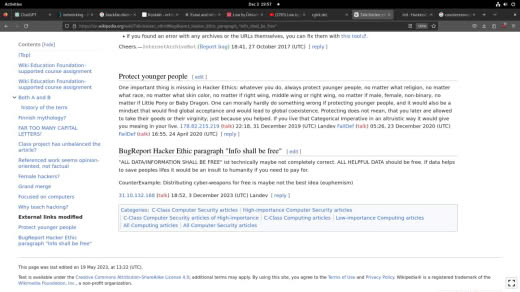 Activities
Dec 3 19:57
Contents [hide]
(Top)
Wiki Education Foundation-
supported course assignment
Wiki Education Foundation-
supported course assignment
Both A and B
history of the term
Finnish mythology?
FAR TOO MANY CAPITAL
LETTERS!
Class project has unbalanced the
article?
Referenced work seems opinion-
oriented, not factual
Female hackers?
Grand merge
Focused on computers
Why teach hacking?
External links modified
Protect younger people
BugReport Hacker Ethic
paragraph "Info shall be free"
• If you found an error with any archives or the URLs themselves, you can fix them with this tool.
Cheers.—InternetArchiveBot (Report bug) 18:41, 27 October 2017 (UTC) [ reply ]
Protect younger people [ edit ]
One important thing is missing in Hacker Ethics: whatever you do, always protect younger people, no matter what religion, no matter
what race, no matter what skin color, no matter if right wing, middle wing or right wing, no matter if male, female, non-binary, no
matter if Little Pony or Baby Dragon. One can morally hardly do something wrong if protecting younger people, and it would also be a
mindset that would find global acceptance and would lead to global coexistence. Protecting does not mean, that you later are allowed
to take their goods or their virginity, just because you helped. If you live that Categorical Imperative in an altruistic way it would give
you meaning in your live. 178.82.215.219 (talk) 22:18, 31 December 2019 (UTC) Landev FaitDef (talk) 05:26, 23 December 2020 (UTC)
FaitDef (talk) 16:55, 24 April 2026 (UTC) [ reply ]
BugReport Hacker Ethic paragraph "Info shall be free" [ edit ]
"ALL DATA/INFORMATION SHALL BE FREE" ist technically maybe not completely correct. ALL HELPFUL DATA should be free. If data helps
to save peoples lifes it would be an insult to humanity if you need to pay for.
CounterExample: Distributing cyber-weapons for free is maybe not the best idea (euphemism)
31.10.132.188 (talk) 18:52, 3 December 2023 (UTC) Landev [ reply ]
Categories: C-Class Computer Security articles | High-importance Computer Security articles
C-Class Computer Security articles of High-importance | C-Class Computing articles | Low-importance Computing articles
All Computing articles | All Computer Security articles
This page was last edited on 19 May 2023, at 13:32 (UTC).
Text is available under the Creative Commons Attribution-ShareAlike License 4.0; additional terms may apply. By using this site, you agree to the Terms of Use and Privacy Policy. Wikipedia® is a registered trademark of the
Wikimedia Foundation, Inc., a non-profit organization.